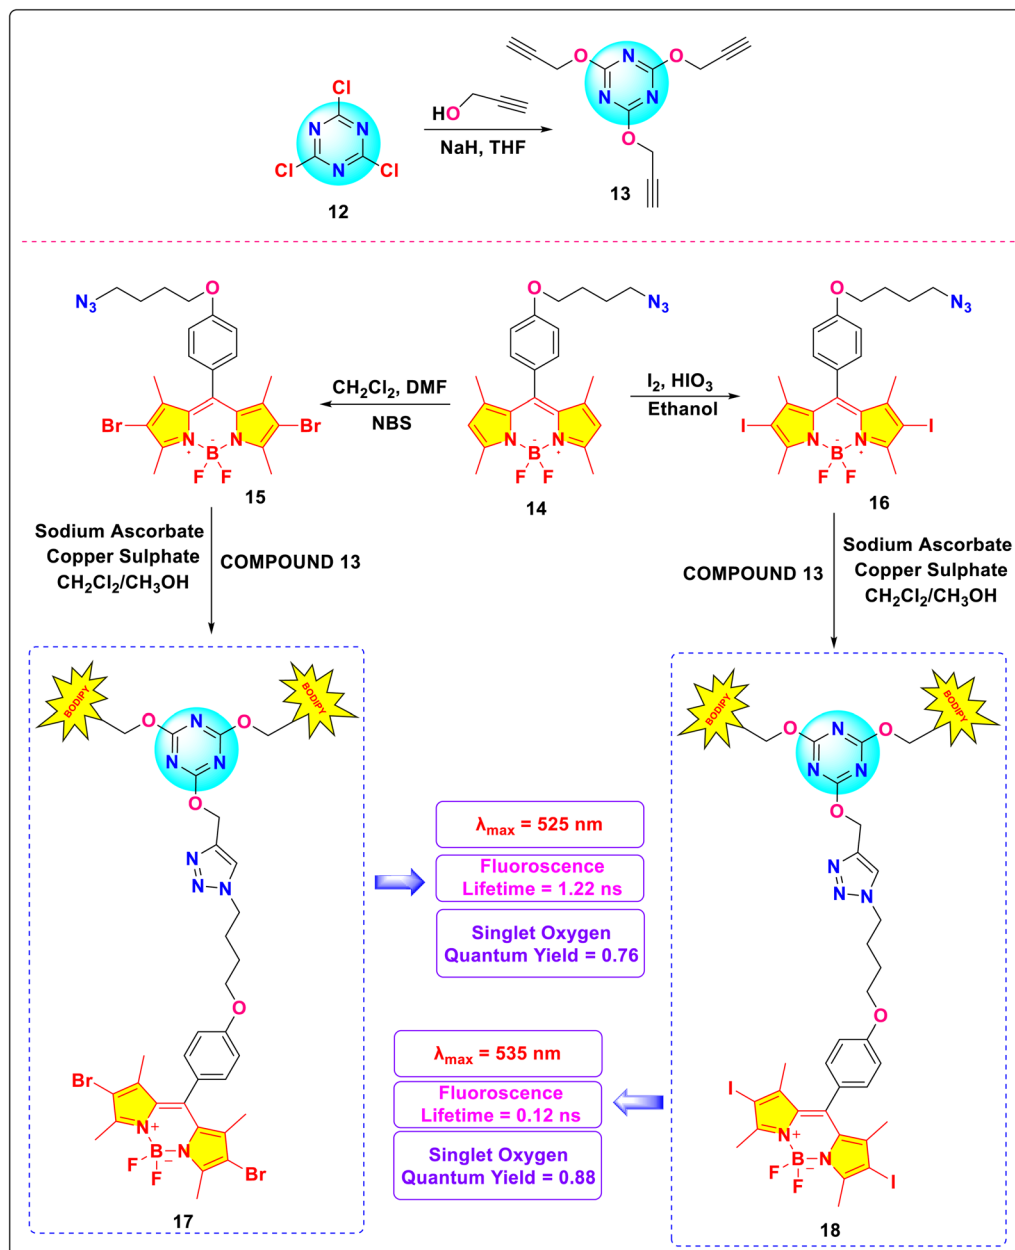 Cl
N
N
N
Cl
Cl
12
HO
NaH, THF
O
O
N
N
N
O
13
N3
O
Br
Br
N
N
B
F
F
15
CH2Cl2, DMF
NBS
O
N3
N
N
B
F
F
14
I2, HIO3
Ethanol
O
N3
I
I
N
N
B
F
F
16
Sodium Ascorbate
Copper Sulphate
CH2Cl2/CH3OH
COMPOUND 13
COMPOUND 13
Sodium Ascorbate
Copper Sulphate
CH2Cl2/CH3OH
BODIPY
BODIPY
O
O
N
N
N
O
N
N
N
O
Br
N+
B-
N
F
F
Br
17
λmax = 525 nm
Fluoroscence
Lifetime = 1.22 ns
Singlet Oxygen
Quantum Yield = 0.76
λmax = 535 nm
Fluoroscence
Lifetime = 0.12 ns
Singlet Oxygen
Quantum Yield = 0.88
BODIPY
BODIPY
O
O
N
N
N
O
N
N
N
O
I
N+
B-
N
F
F
I
18